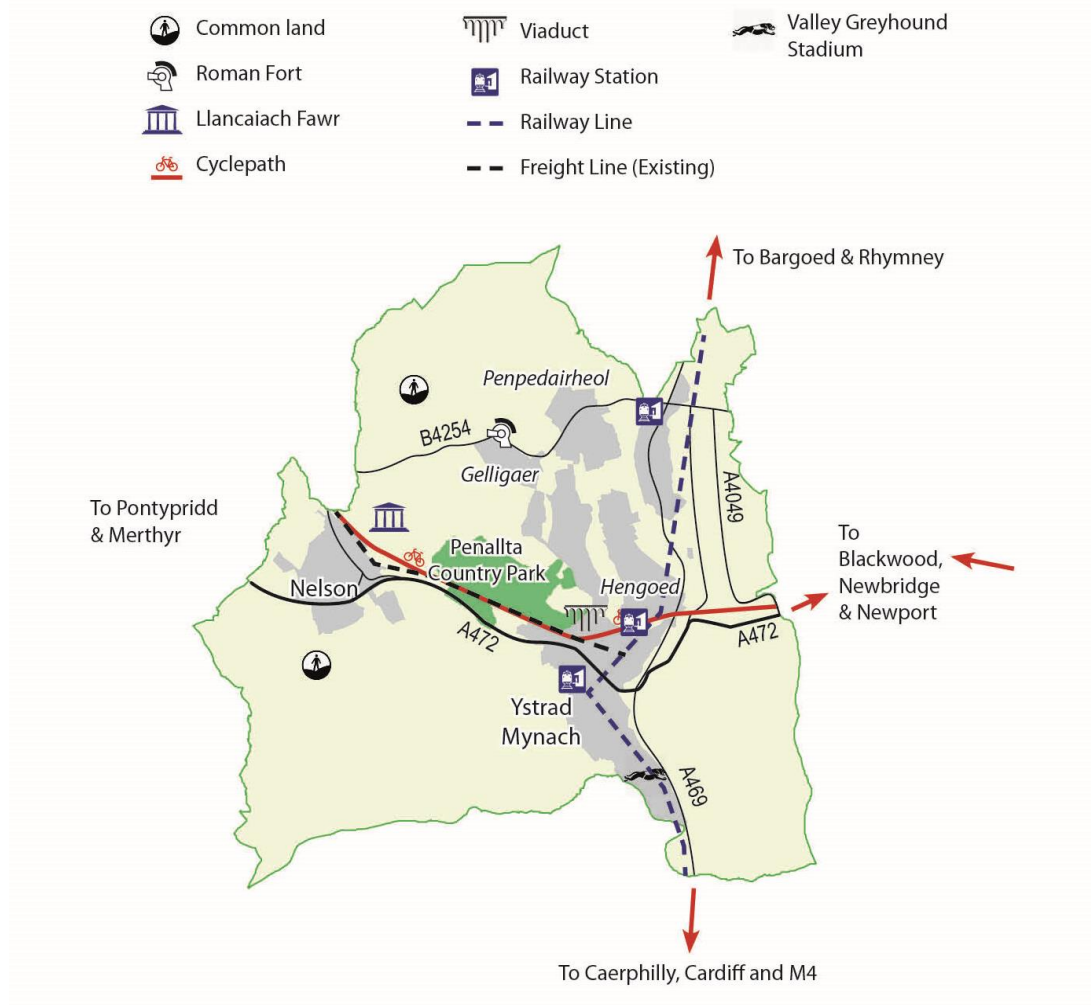 Common land
Roman Fort
Llancaiach Fawr
Cyclepath
Viaduct
Railway Station
Railway Line
Freight Line (Existing)
Valley Greyhound
Stadium
To Bargoed & Rhymney
Penpedairheol
B4254
Gelligaer
A4049
To Pontypridd
& Merthyr
To
Blackwood,
Newbridge
& Newport
Penallta
Country Park
Hengoed
Nelson
A472
A472
Ystrad
Mynach
A469
To Caerphilly, Cardiff and M4